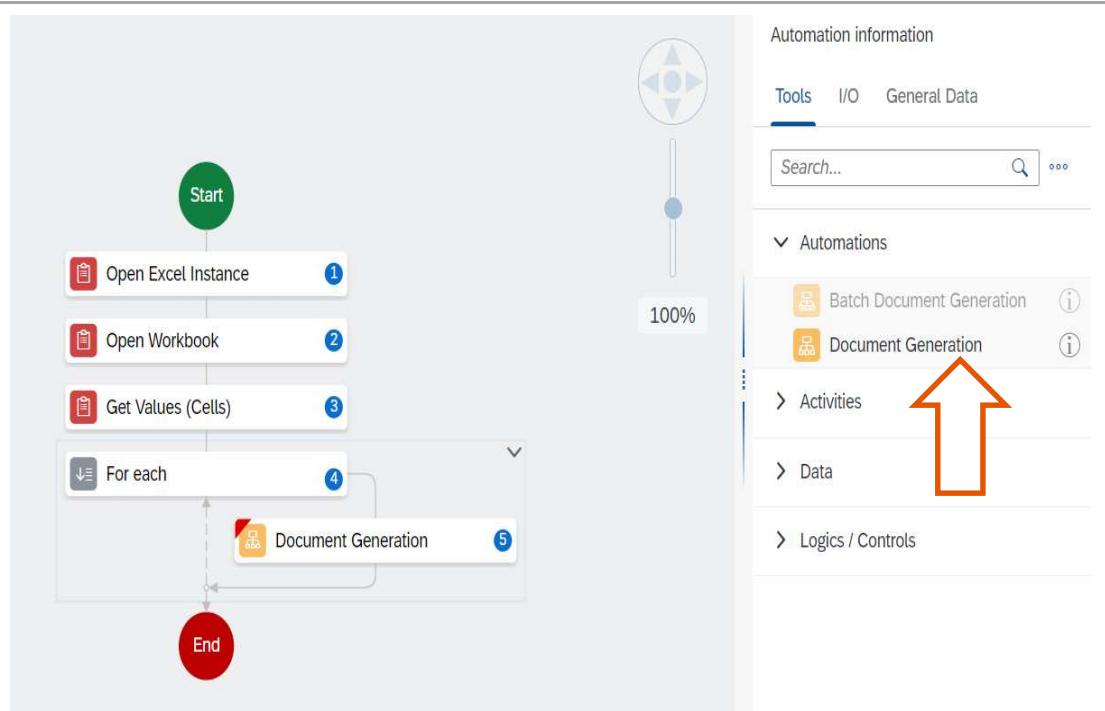 Automation information
Tools I/O General Data
Search...
Automations
Batch Document Generation
Document Generation
Activities
Data
Logics / Controls
100%
Start
Open Excel Instance 1
Open Workbook 2
Get Values (Cells) 3
For each 4
Document Generation 5
End